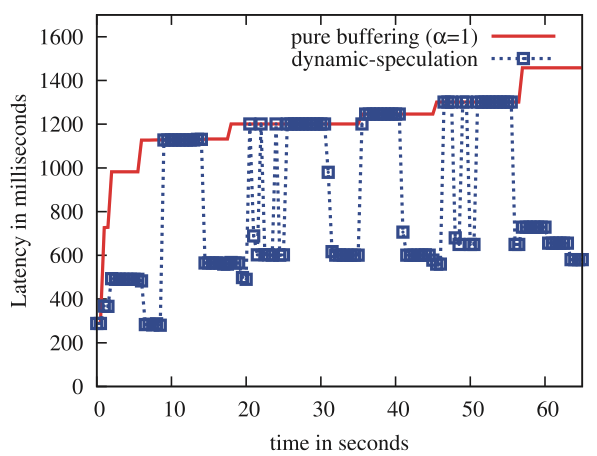 pure buffering (α=1)
dynamic-speculation
1600
1400
1200
1000
800
600
400
200
0
Latency in milliseconds
0 10 20 30 40 50 60
time in seconds